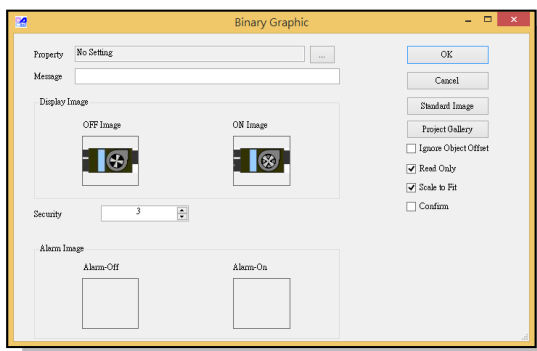 Binary Graphic
Property No Setting ...
OK
Message
Cancel
Display Image
Standard Image
OFF Image ON Image
Project Gallery
Ignore Object Offset
Read Only
Scale to Fit
Security 3
Confirm
Alarm Image
Alarm-Off Alarm-On